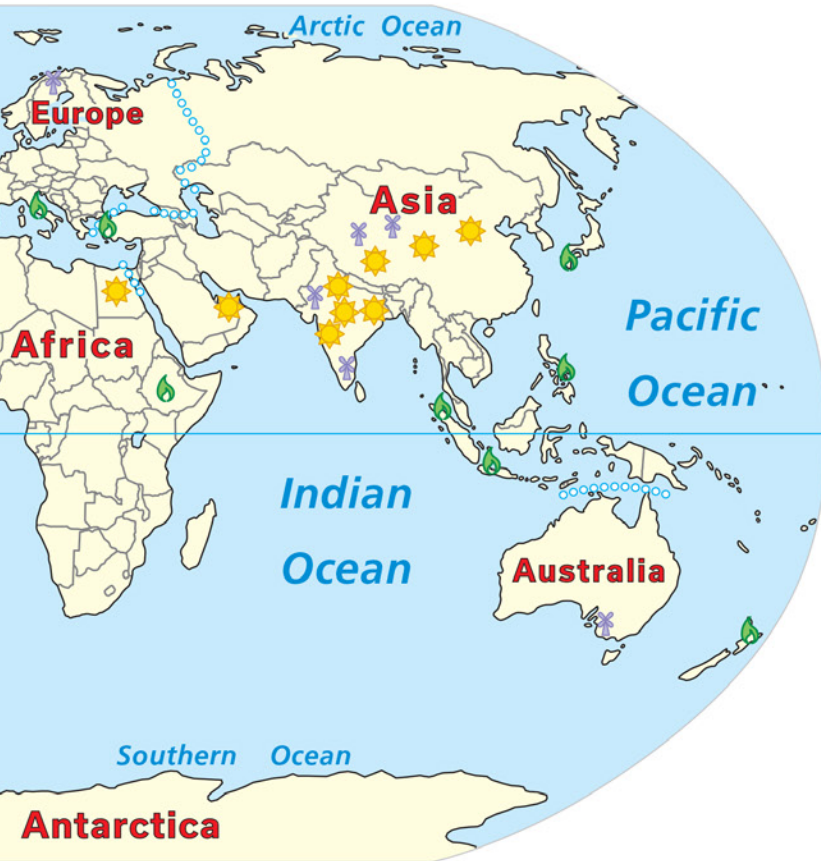 Arctic Ocean
Europe
Asia
Pacific
Ocean
Africa
Indian
Ocean
Australia
Southern Ocean
Antarctica